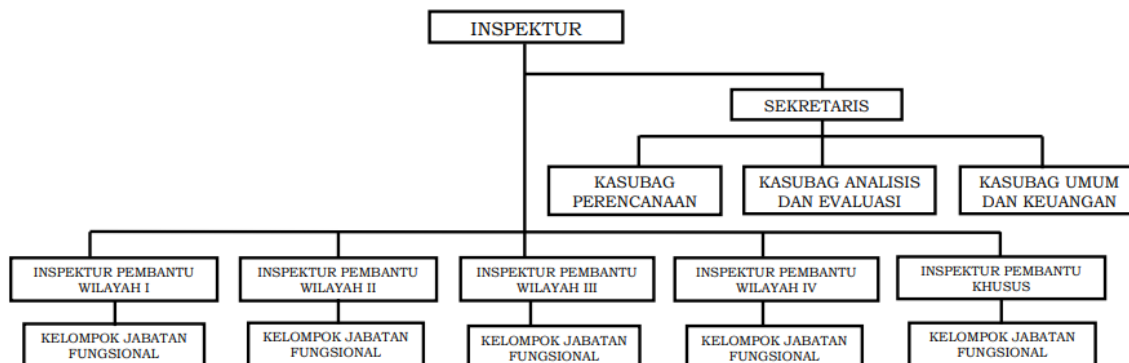 INSPEKTUR
SEKRETARIS
KASUBAG
PERENCANAAN
KASUBAG ANALISIS
DAN EVALUASI
KASUBAG UMUM
DAN KEUANGAN
INSPEKTUR PEMBANTU
WILAYAH I
INSPEKTUR PEMBANTU
WILAYAH II
INSPEKTUR PEMBANTU
WILAYAH III
INSPEKTUR PEMBANTU
WILAYAH IV
INSPEKTUR PEMBANTU
KHUSUS
KELOMPOK JABATAN
FUNGSIONAL
KELOMPOK JABATAN
FUNGSIONAL
KELOMPOK JABATAN
FUNGSIONAL
KELOMPOK JABATAN
FUNGSIONAL
KELOMPOK JABATAN
FUNGSIONAL